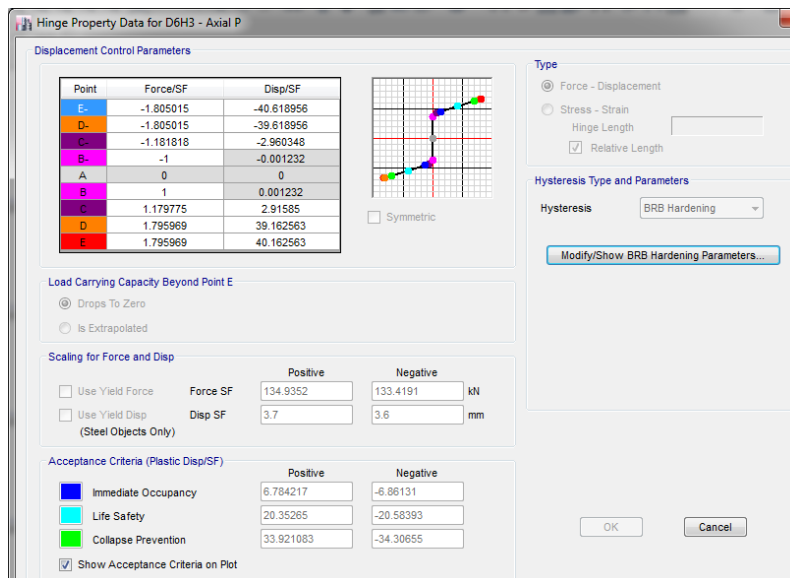 Hinge Property Data for D6H3 - Axial P
Displacement Control Parameters
Point Force/SF Disp/SF
E- -1.805015 -40.618956
D- -1.805015 -39.618956
C- -1.181818 -2.960348
B- -1 -0.001232
A 0 0
B 1 0.001232
C 1.179775 2.91585
D 1.795969 39.162563
E 1.795969 40.162563
Symmetric
Type
Force - Displacement
Stress - Strain
Hinge Length
Relative Length
Hysteresis Type and Parameters
Hysteresis BRB Hardening
Modify/Show BRB Hardening Parameters...
Load Carrying Capacity Beyond Point E
Drops To Zero
Is Extrapolated
Scaling for Force and Disp
Positive Negative
Use Yield Force Force SF 134.9352 133.4191 kN
Use Yield Disp Disp SF 3.7 3.6 mm
(Steel Objects Only)
Acceptance Criteria (Plastic Disp/SF)
Positive Negative
Immediate Occupancy 6.784217 -6.86131
Life Safety 20.35265 -20.58393
Collapse Prevention 33.921083 -34.30655
Show Acceptance Criteria on Plot
OK Cancel